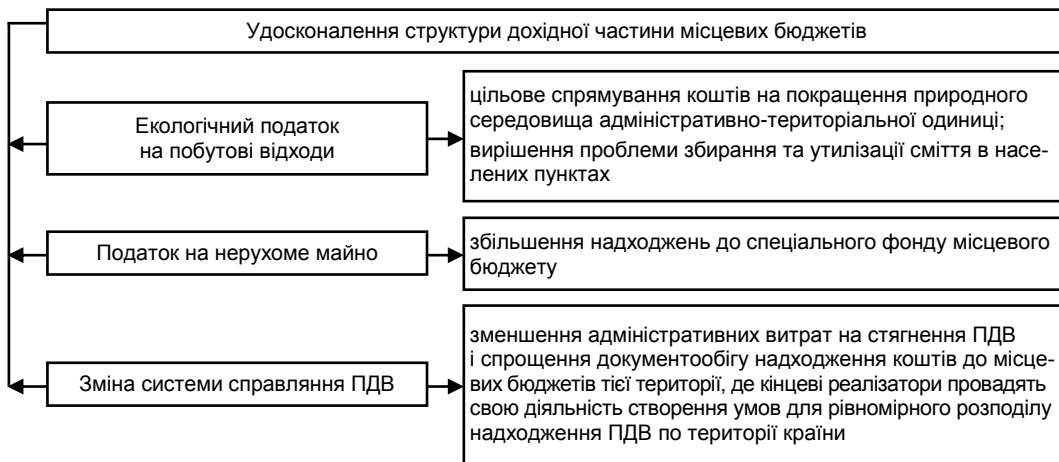 Удосконалення структури дохідної частини місцевих бюджетів
Екологічний податок
на побутові відходи
цільове спрямування коштів на покращення природного
середовища адміністративно-територіальної одиниці;
вирішення проблеми збирання та утилізації сміття в насе-
лених пунктах
Податок на нерухоме майно
збільшення надходжень до спеціального фонду місцевого
бюджету
Зміна системи справляння ПДВ
зменшення адміністративних витрат на стягнення ПДВ
і спрощення документообігу надходження коштів до місце-
вих бюджетів тієї території, де кінцеві реалізатори провадять
свою діяльність створення умов для рівномірного розподілу
надходження ПДВ по території країни